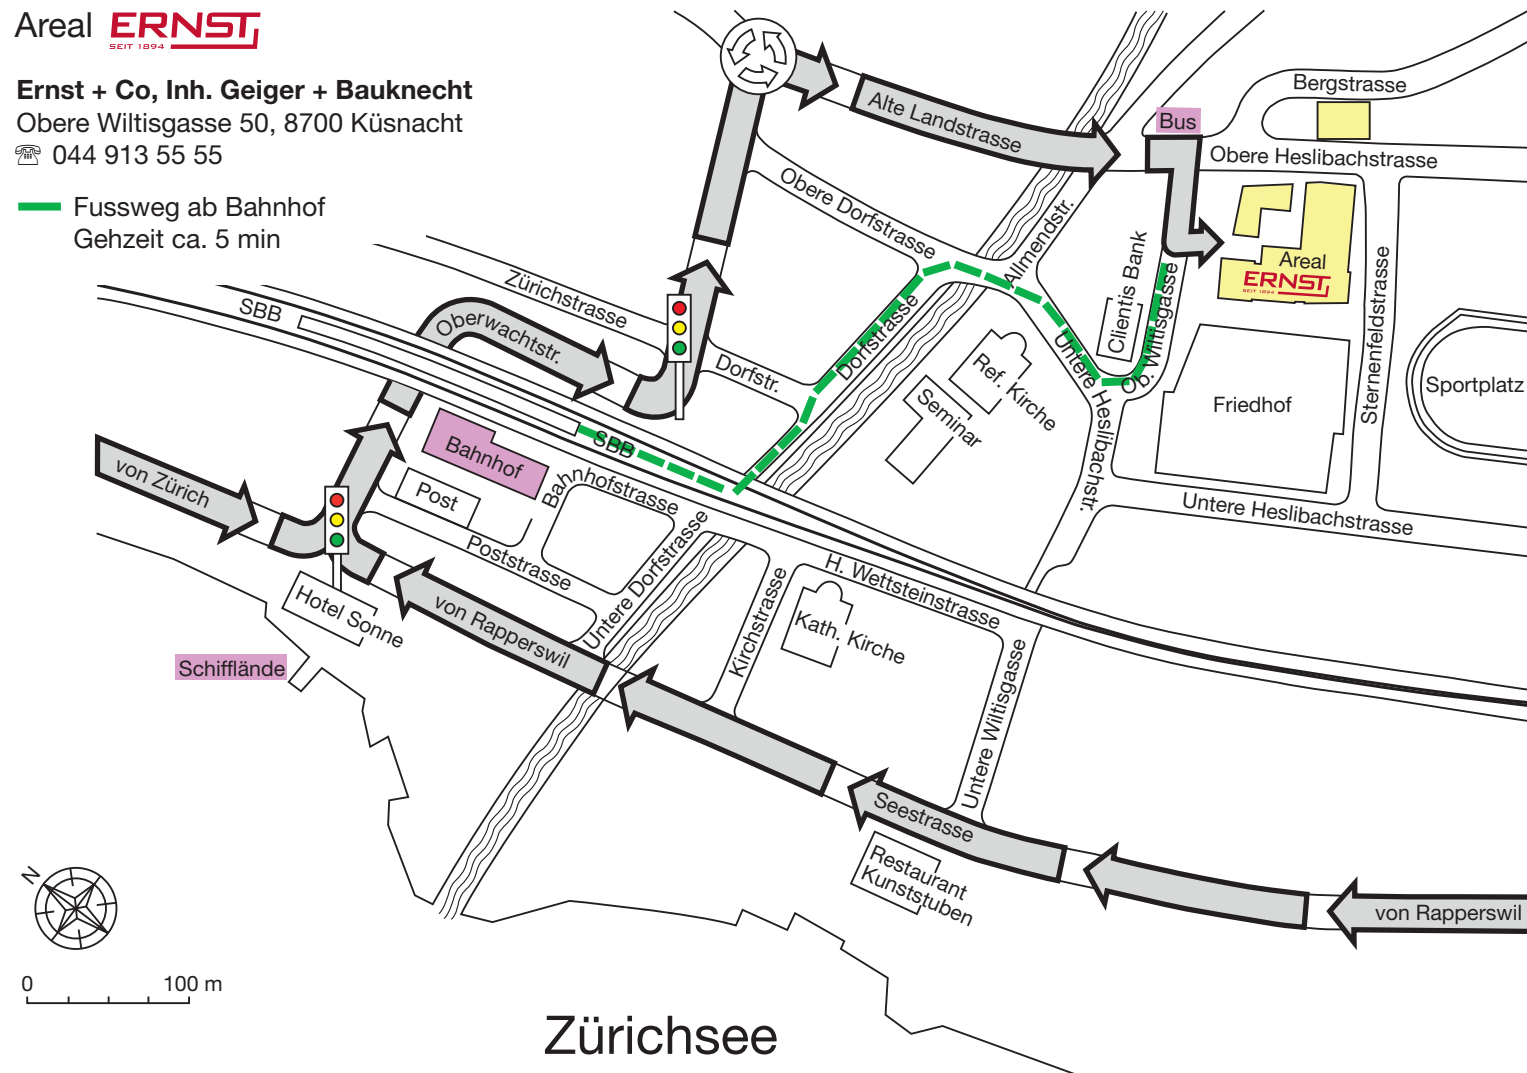 Areal ERNST
SEIT 1894
Ernst + Co, Inh. Geiger + Bauknecht
Obere Wiltisgasse 50, 8700 Küsnacht
044 913 55 55
Fussweg ab Bahnhof
Gehzeit ca. 5 min
Alte Landstrasse
Bus
Bergstrasse
Obere Heslibachstrasse
Obere Dorfstrasse
Allmendstr.
Clientis Bank
Ob. Wiltisgasse
Areal
ERNST
SEIT 1894
Sternenfeldstrasse
Zürichstrasse
SBB
Oberwachtstr.
Dorfstr.
Dorfstrasse
Untere Heslibachstr.
Ref. Kirche
Seminar
Friedhof
Sportplatz
SBB
Bahnhof
von Zürich
Post
Bahnhofstrasse
Untere Heslibachstrasse
Poststrasse
Untere Dorfstrasse
H. Wettsteinstrasse
Hotel Sonne
von Rapperswil
Kirchstrasse
Kath. Kirche
Untere Wiltisgasse
Schifflände
Seestrasse
Restaurant
Kunststuben
von Rapperswil
N
0 100 m
Zürichsee